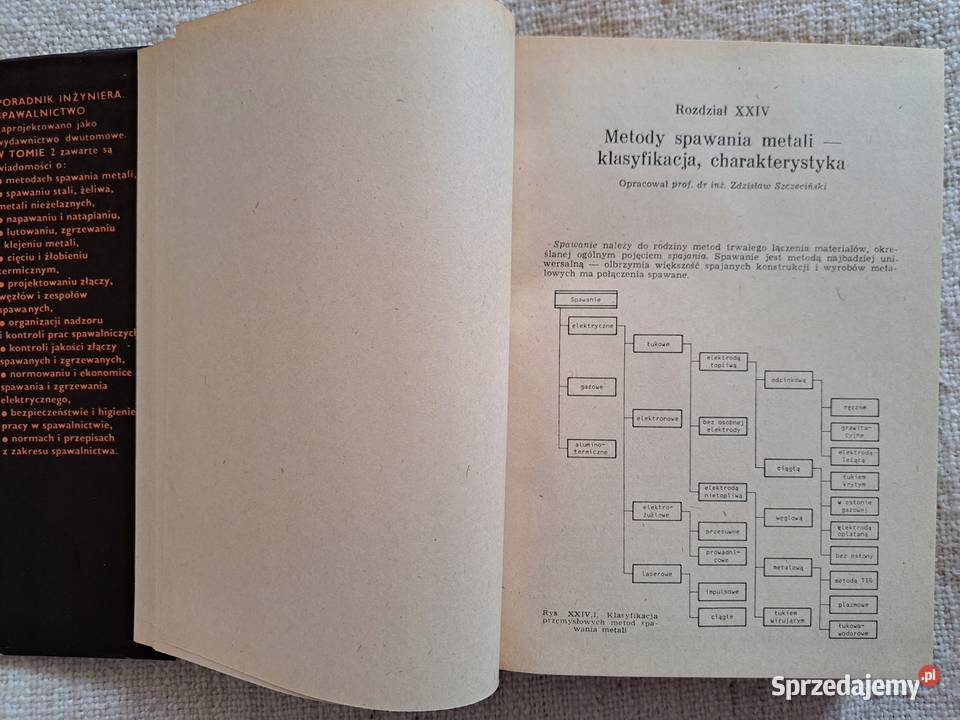 PORADNIK INŻYNIERA.
SPAWALNICTWO
zaprojektowano jako
wydawnictwo dwutomowe.
W TOMIE 2 zawarte są
wiadomości o:
• metodach spawania metali,
• spawaniu stali, żeliwa,
metali nieżelaznych,
• napawaniu i natapianiu,
• lutowaniu, zgrzewaniu
i klejeniu metali,
• cięciu i żłobieniu
termicznym,
• projektowaniu złączy,
węzłów i zespołów
spawanych,
• organizacji nadzoru
i kontroli prac spawalniczych
• kontroli jakości złączy
spawanych i zgrzewanych,
• normowaniu i ekonomice
spawania i zgrzewania
elektrycznego,
• bezpieczeństwie i higienie
pracy w spawalnictwie,
• normach i przepisach
z zakresu spawalnictwa.
Rozdział XXIV
Metody spawania metali —
klasyfikacja, charakterystyka
Opracował prof. dr inż. Zdzisław Szczeciński
Spawanie należy do rodziny metod trwałego łączenia materiałów, okre-
ślanej ogólnym pojęciem spajania. Spawanie jest metodą najbardziej uni-
wersalną — olbrzymia większość spajanych konstrukcji i wyrobów meta-
lowych ma połączenia spawane.
Spawanie
elektryczne
gazowe
alumino-
termiczne
łukowe
elektronowe
elektro-
żużlowe
laserowe
elektrodą
topliwą
bez osobnej
elektrody
elektrodą
nietopliwą
przesuwne
prowadni-
cowe
impulsowe
ciągłe
odcinkową
ciągłą
węglową
metalową
łukiem
wirującym
ręczne
grawita-
cyjne
elektrodą
leżącą
łukiem
krytym
w osłonie
gazowej
elektrodą
oplataną
bez osłony
metodą TIG
plazmowe
łukowo-
wodorowe
Rys. XXIV.1. Klasyfikacja
przemysłowych metod spa-
wania metali
Sprzedajemy.pl